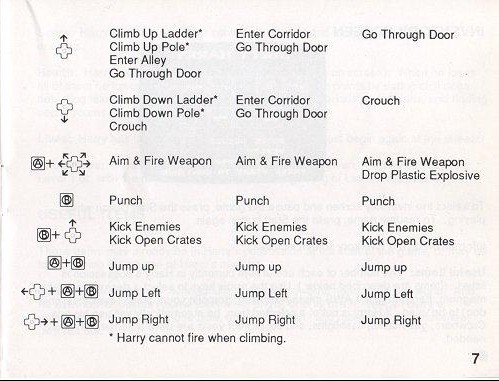 Climb Up Ladder* Enter Corridor Go Through Door
Climb Up Pole* Go Through Door
Enter Alley
Go Through Door
Climb Down Ladder* Enter Corridor Crouch
Climb Down Pole* Go Through Door
Crouch
A + Aim & Fire Weapon Aim & Fire Weapon Aim & Fire Weapon
Drop Plastic Explosive
B Punch Punch Punch
B + Kick Enemies Kick Enemies Kick Enemies
Kick Open Crates Kick Open Crates Kick Open Crates
A + B Jump up Jump up Jump up
+ A + B Jump Left Jump Left Jump Left
+ A + B Jump Right Jump Right Jump Right
* Harry cannot fire when climbing.
7